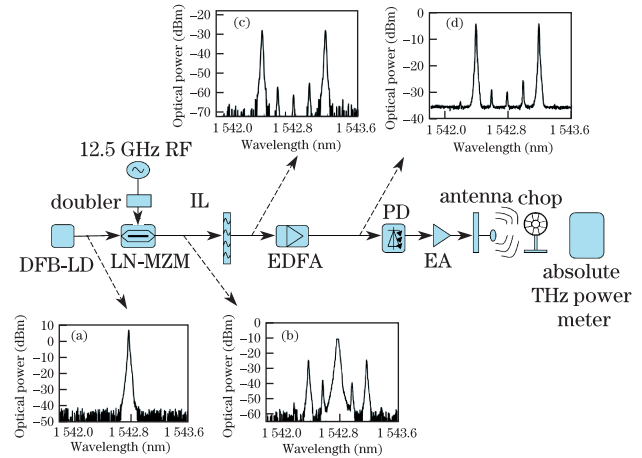 (c)
Optical power (dBm)
−20
−30
−40
−50
−60
−70
1 542.0
1 542.8
1 543.6
Wavelength (nm)
(d)
Optical power (dBm)
0
−10
−20
−30
−40
1 542.0
1 542.8
1 543.6
Wavelength (nm)
12.5 GHz RF
doubler
IL
PD
antenna chop
DFB-LD
LN-MZM
EDFA
EA
absolute
THz power
meter
(a)
Optical power (dBm)
10
0
−10
−20
−30
−40
−50
1 542.0
1 542.8
1 543.6
Wavelength (nm)
(b)
Optical power (dBm)
0
−10
−20
−30
−40
−50
−60
1 542.0
1 542.8
1 543.6
Wavelength (nm)